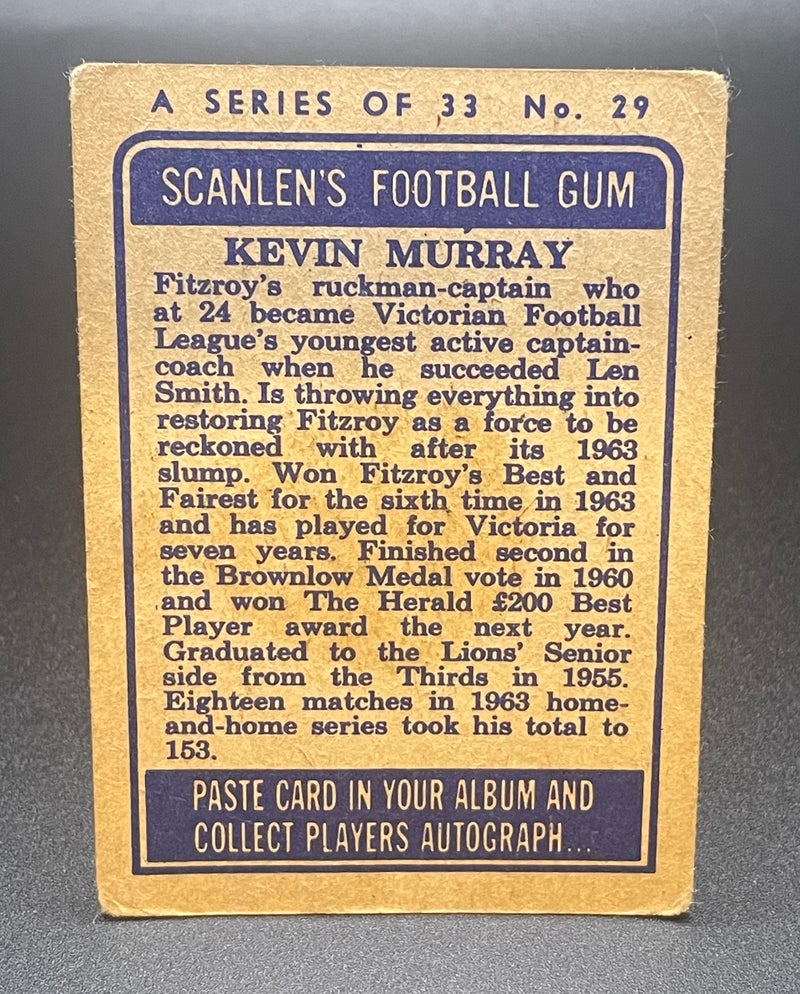 A SERIES OF 33 No. 29
SCANLEN'S FOOTBALL GUM
KEVIN MURRAY
Fitzroy's ruckman-captain who
at 24 became Victorian Football
League's youngest active captain-
coach when he succeeded Len
Smith. Is throwing everything into
restoring Fitzroy as a force to be
reckoned with after its 1963
slump. Won Fitzroy's Best and
Fairest for the sixth time in 1963
and has played for Victoria for
seven years. Finished second in
the Brownlow Medal vote in 1960
and won The Herald £200 Best
Player award the next year.
Graduated to the Lions' Senior
side from the Thirds in 1955.
Eighteen matches in 1963 home-
and-home series took his total to
153.
PASTE CARD IN YOUR ALBUM AND
COLLECT PLAYERS AUTOGRAPH...